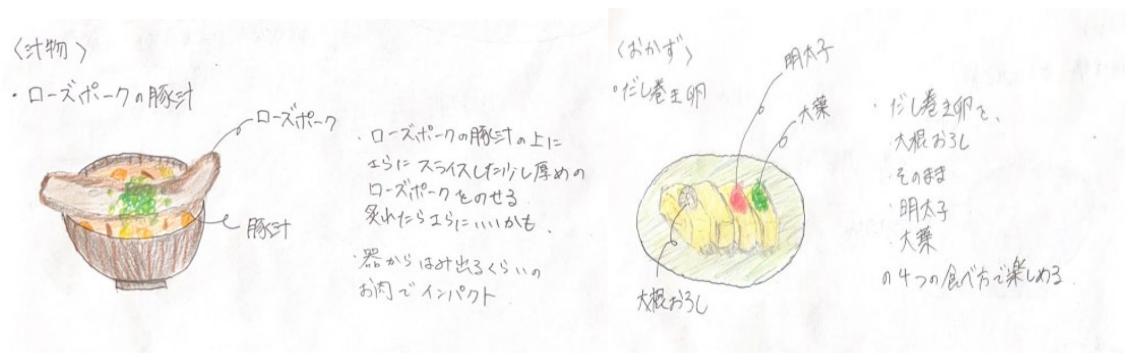 〈汁物〉
・ローズポークの豚汁
ローズポーク
豚汁
・ローズポークの豚汁の上に
さらにスライスした少し厚めの
ローズポークをのせる
炙れたらさらにいいかも、
・器からはみ出るくらいの
お肉でインパクト
〈おかず〉
・だし巻玉卵
明太子
大葉
大根おろし
・だし巻玉卵を、
大根おろし
・そのまま
・明太子
・大葉
の4つの食べ方で楽しめる